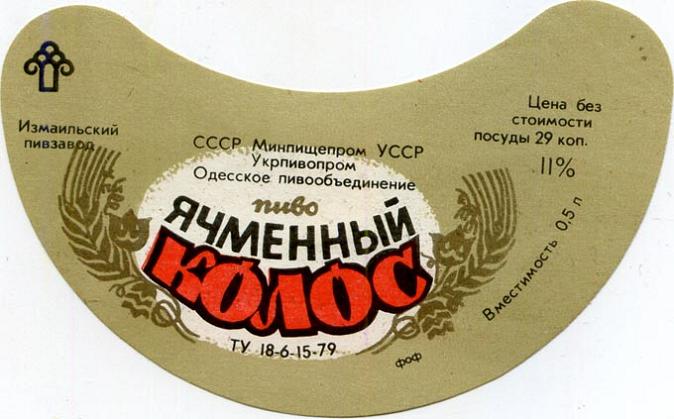 Измаильский
пивзавод
СССР Минпищепром УССР
Укрпивопром
Одесское пивообъединение
пиво
ЯЧМЕННЫЙ
КОЛОС
ТУ 18-6-15-79
Цена без
стоимости
посуды 29 коп.
11%
Вместимость 0,5 л
фоф